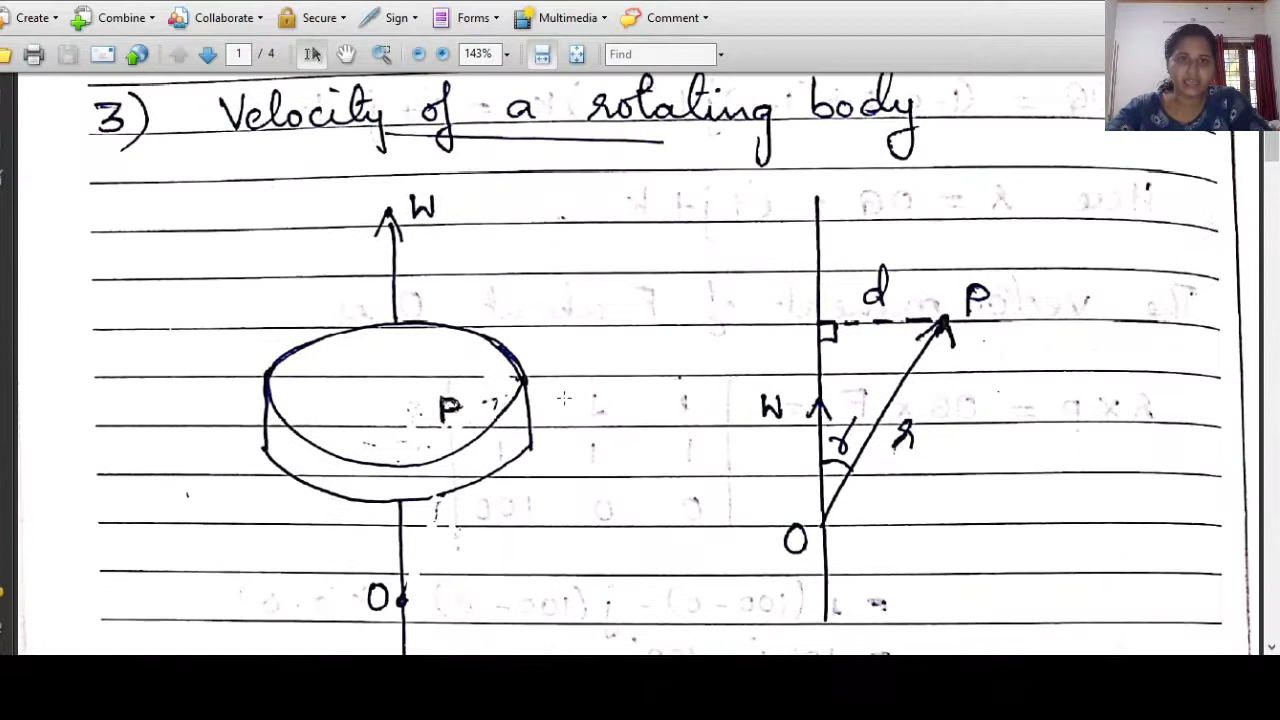 Create Combine Collaborate Secure Sign Forms Multimedia Comment
1 / 4 143% Find
3) Velocity of a rotating body
W
d P
P W γ r
O
O